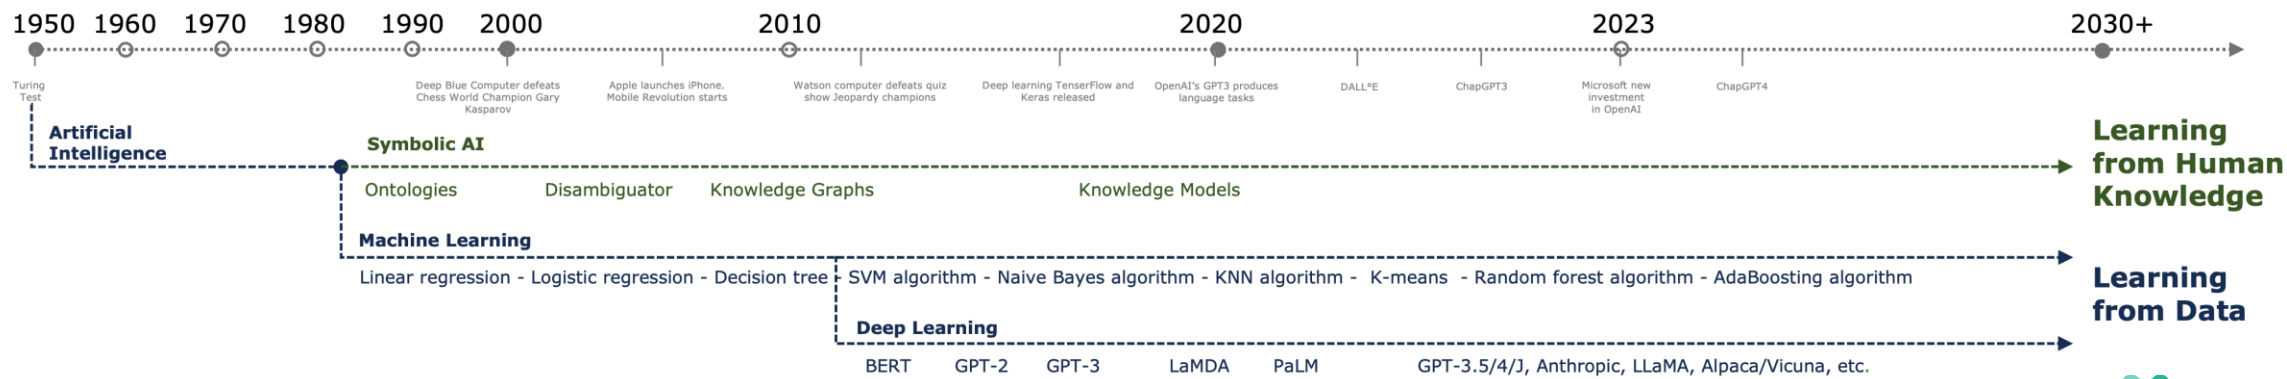 1950 1960 1970 1980 1990 2000 2010 2020 2023 2030+
Turing
Test
Deep Blue Computer defeats
Chess World Champion Gary
Kasparov
Apple launches iPhone.
Mobile Revolution starts
Watson computer defeats quiz
show Jeopardy champions
Deep learning TenserFlow and
Keras released
OpenAI's GPT3 produces
language tasks
DALL°E
ChapGPT3
Microsoft new
investment
in OpenAI
ChapGPT4
Artificial
Intelligence
Symbolic AI
Ontologies Disambiguator Knowledge Graphs Knowledge Models
Learning
from Human
Knowledge
Machine Learning
Linear regression - Logistic regression - Decision tree - SVM algorithm - Naive Bayes algorithm - KNN algorithm - K-means - Random forest algorithm - AdaBoosting algorithm
Learning
from Data
Deep Learning
BERT GPT-2 GPT-3 LaMDA PaLM GPT-3.5/4/J, Anthropic, LLaMA, Alpaca/Vicuna, etc.